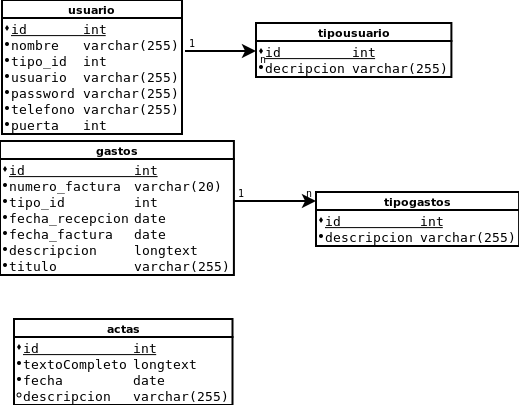 usuario
id int
nombre varchar(255)
tipo_id int
usuario varchar(255)
password varchar(255)
telefono varchar(255)
puerta int
1
n
tipousuario
id int
decripcion varchar(255)
gastos
id int
numero_factura varchar(20)
tipo_id int
fecha_recepcion date
fecha_factura date
descripcion longtext
titulo varchar(255)
1
n
tipogastos
id int
descripcion varchar(255)
actas
id int
textoCompleto longtext
fecha date
descripcion varchar(255)